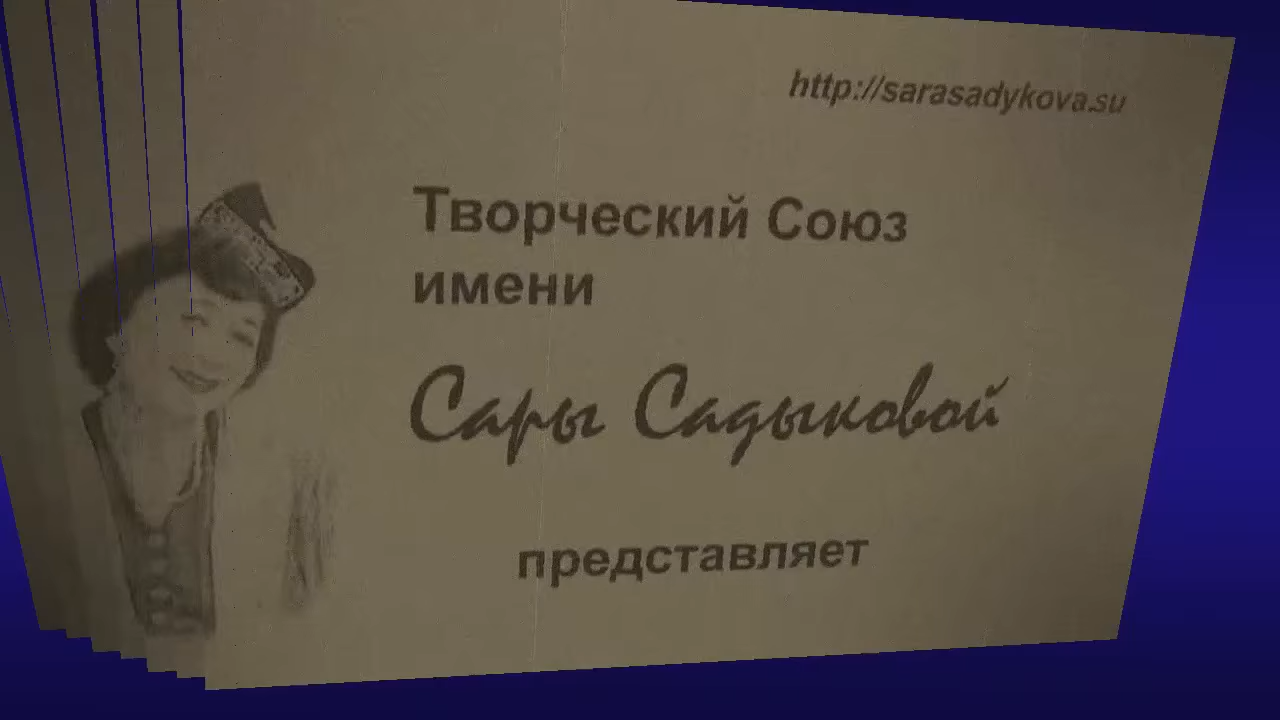 http://sarasadykova.su
Творческий Союз
имени
Сары Садыковой
представляет